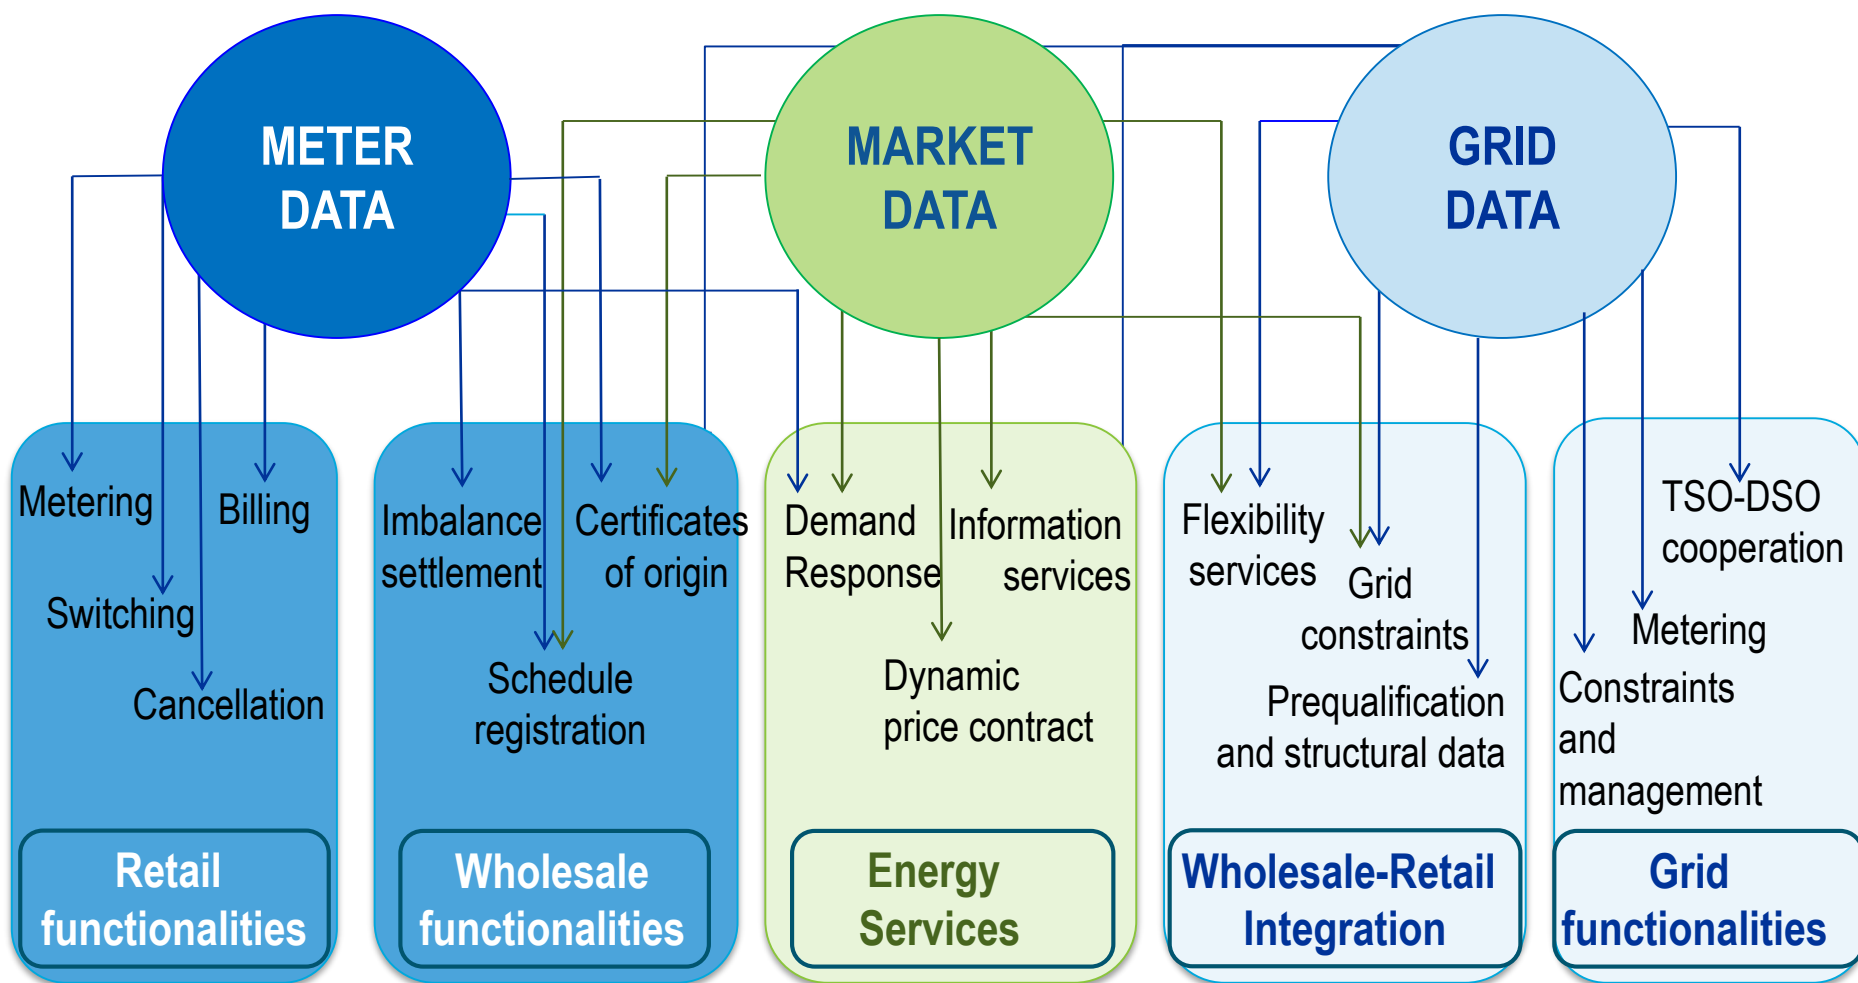 METER
DATA
MARKET
DATA
GRID
DATA
Metering
Billing
Switching
Cancellation
Retail
functionalities
Imbalance
settlement
Certificates
of origin
Schedule
registration
Wholesale
functionalities
Demand
Response
Information
services
Dynamic
price contract
Energy
Services
Flexibility
services
Grid
constraints
Prequalification
and structural data
Wholesale-Retail
Integration
TSO-DSO
cooperation
Metering
Constraints
and
management
Grid
functionalities